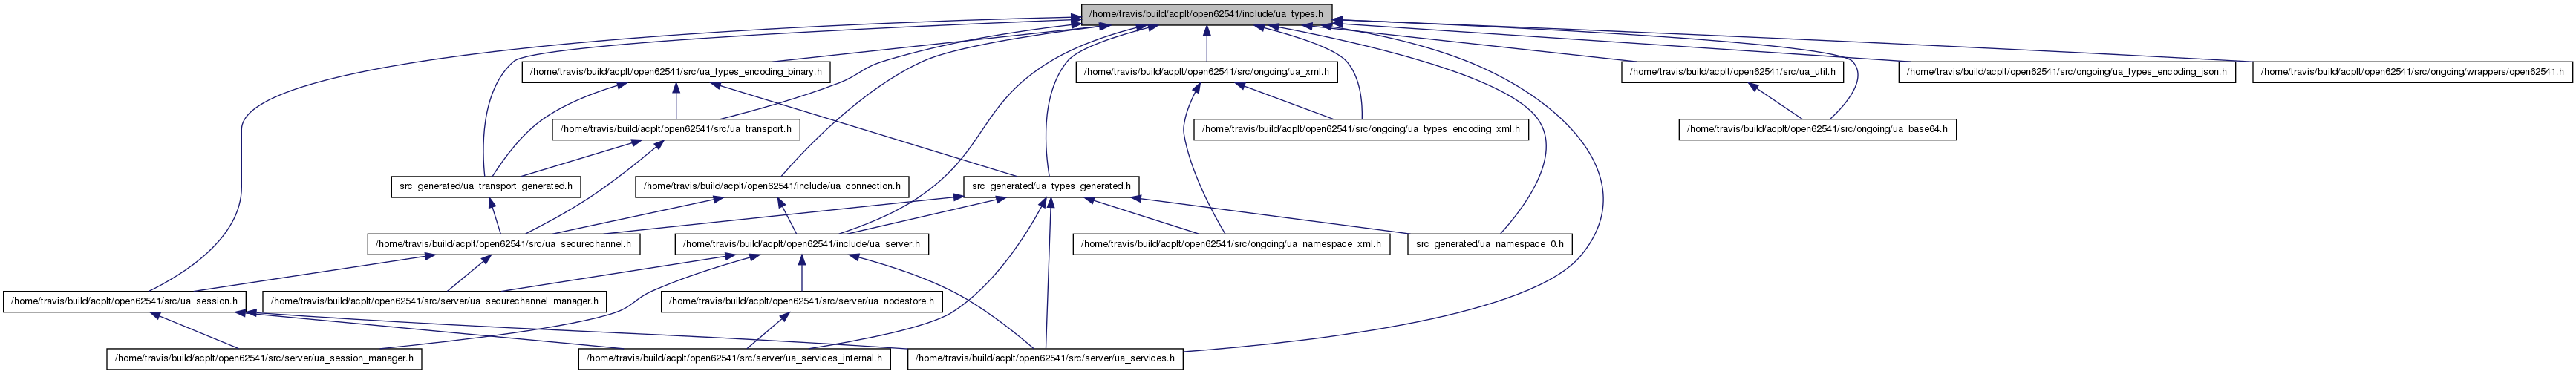 /home/travis/build/acplt/open62541/include/ua_types.h
/home/travis/build/acplt/open62541/src/ua_types_encoding_binary.h
/home/travis/build/acplt/open62541/src/ongoing/ua_xml.h
/home/travis/build/acplt/open62541/src/ua_util.h
/home/travis/build/acplt/open62541/src/ongoing/ua_types_encoding_json.h
/home/travis/build/acplt/open62541/src/ongoing/wrappers/open62541.h
/home/travis/build/acplt/open62541/src/ua_transport.h
/home/travis/build/acplt/open62541/src/ongoing/ua_types_encoding_xml.h
/home/travis/build/acplt/open62541/src/ongoing/ua_base64.h
src_generated/ua_transport_generated.h
/home/travis/build/acplt/open62541/include/ua_connection.h
src_generated/ua_types_generated.h
/home/travis/build/acplt/open62541/src/ua_securechannel.h
/home/travis/build/acplt/open62541/include/ua_server.h
/home/travis/build/acplt/open62541/src/ongoing/ua_namespace_xml.h
src_generated/ua_namespace_0.h
/home/travis/build/acplt/open62541/src/ua_session.h
/home/travis/build/acplt/open62541/src/server/ua_securechannel_manager.h
/home/travis/build/acplt/open62541/src/server/ua_nodestore.h
/home/travis/build/acplt/open62541/src/server/ua_session_manager.h
/home/travis/build/acplt/open62541/src/server/ua_services_internal.h
/home/travis/build/acplt/open62541/src/server/ua_services.h